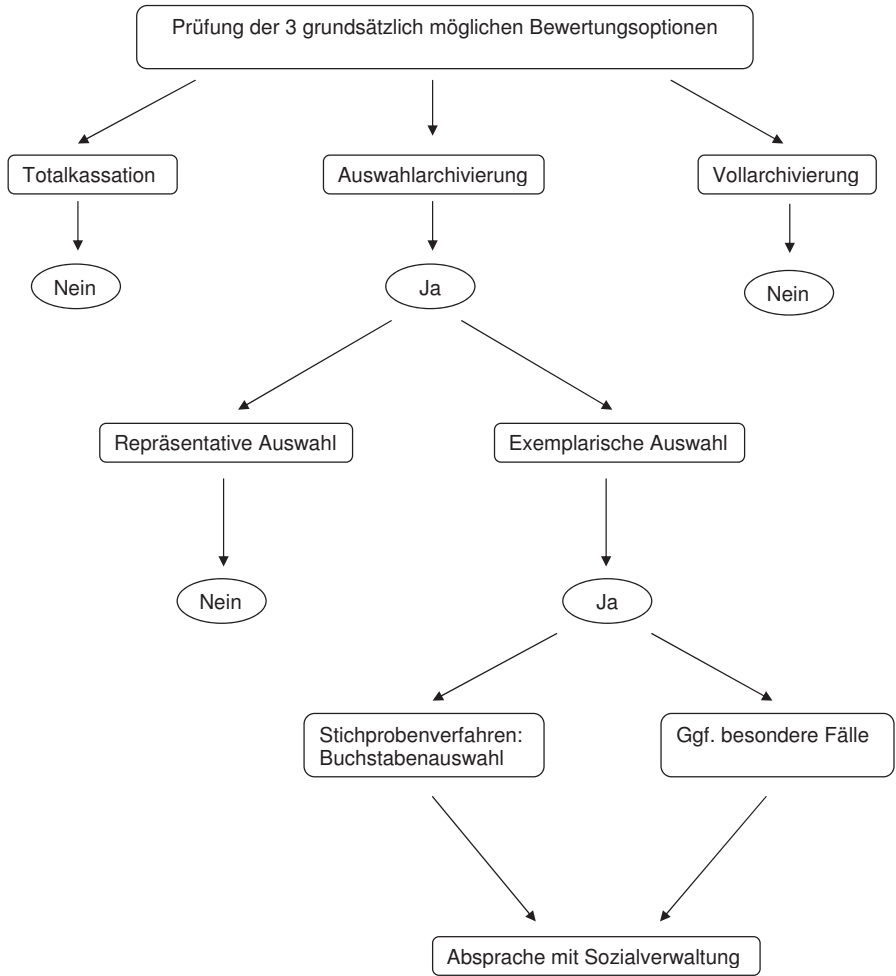 Prüfung der 3 grundsätzlich möglichen Bewertungsoptionen
Totalkassation
Auswahlarchivierung
Vollarchivierung
Nein
Ja
Nein
Repräsentative Auswahl
Exemplarische Auswahl
Nein
Ja
Stichprobenverfahren:
Buchstabenauswahl
Ggf. besondere Fälle
Absprache mit Sozialverwaltung